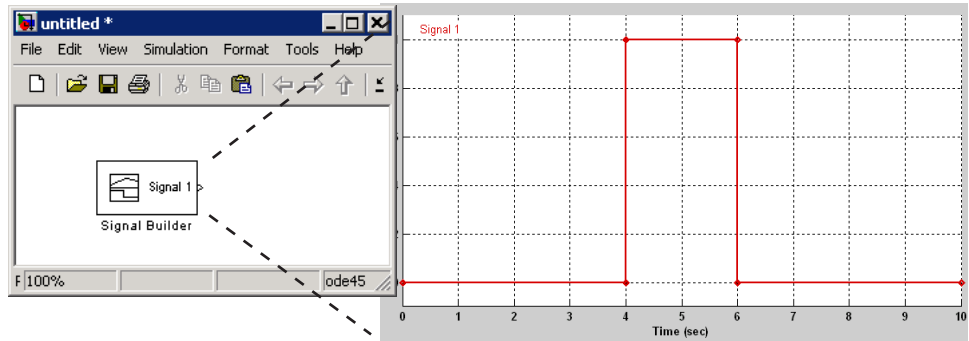 untitled *
File Edit View Simulation Format Tools Help
Signal 1
Signal Builder
F 100% ode45
Signal 1
0 1 2 3 4 5 6 7 8 9 10
Time (sec)